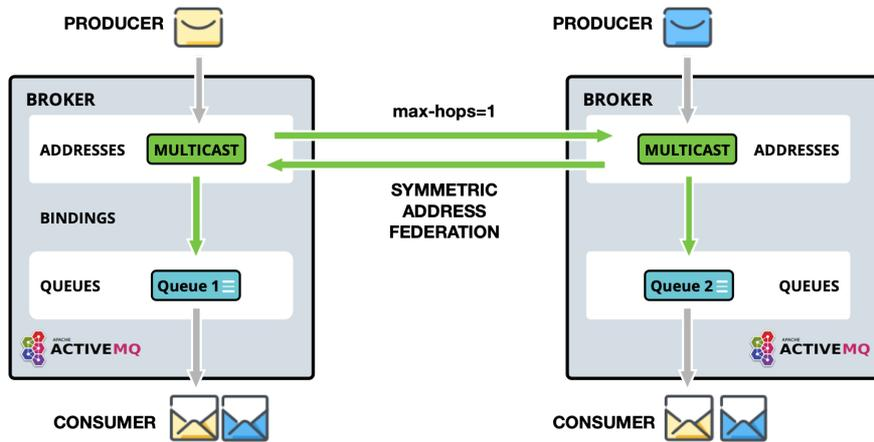 PRODUCER
PRODUCER
BROKER
BROKER
max-hops=1
ADDRESSES
MULTICAST
MULTICAST
ADDRESSES
SYMMETRIC
ADDRESS
FEDERATION
BINDINGS
QUEUES
Queue 1
Queue 2
QUEUES
APACHE
ACTIVEMQ
APACHE
ACTIVEMQ
CONSUMER
CONSUMER